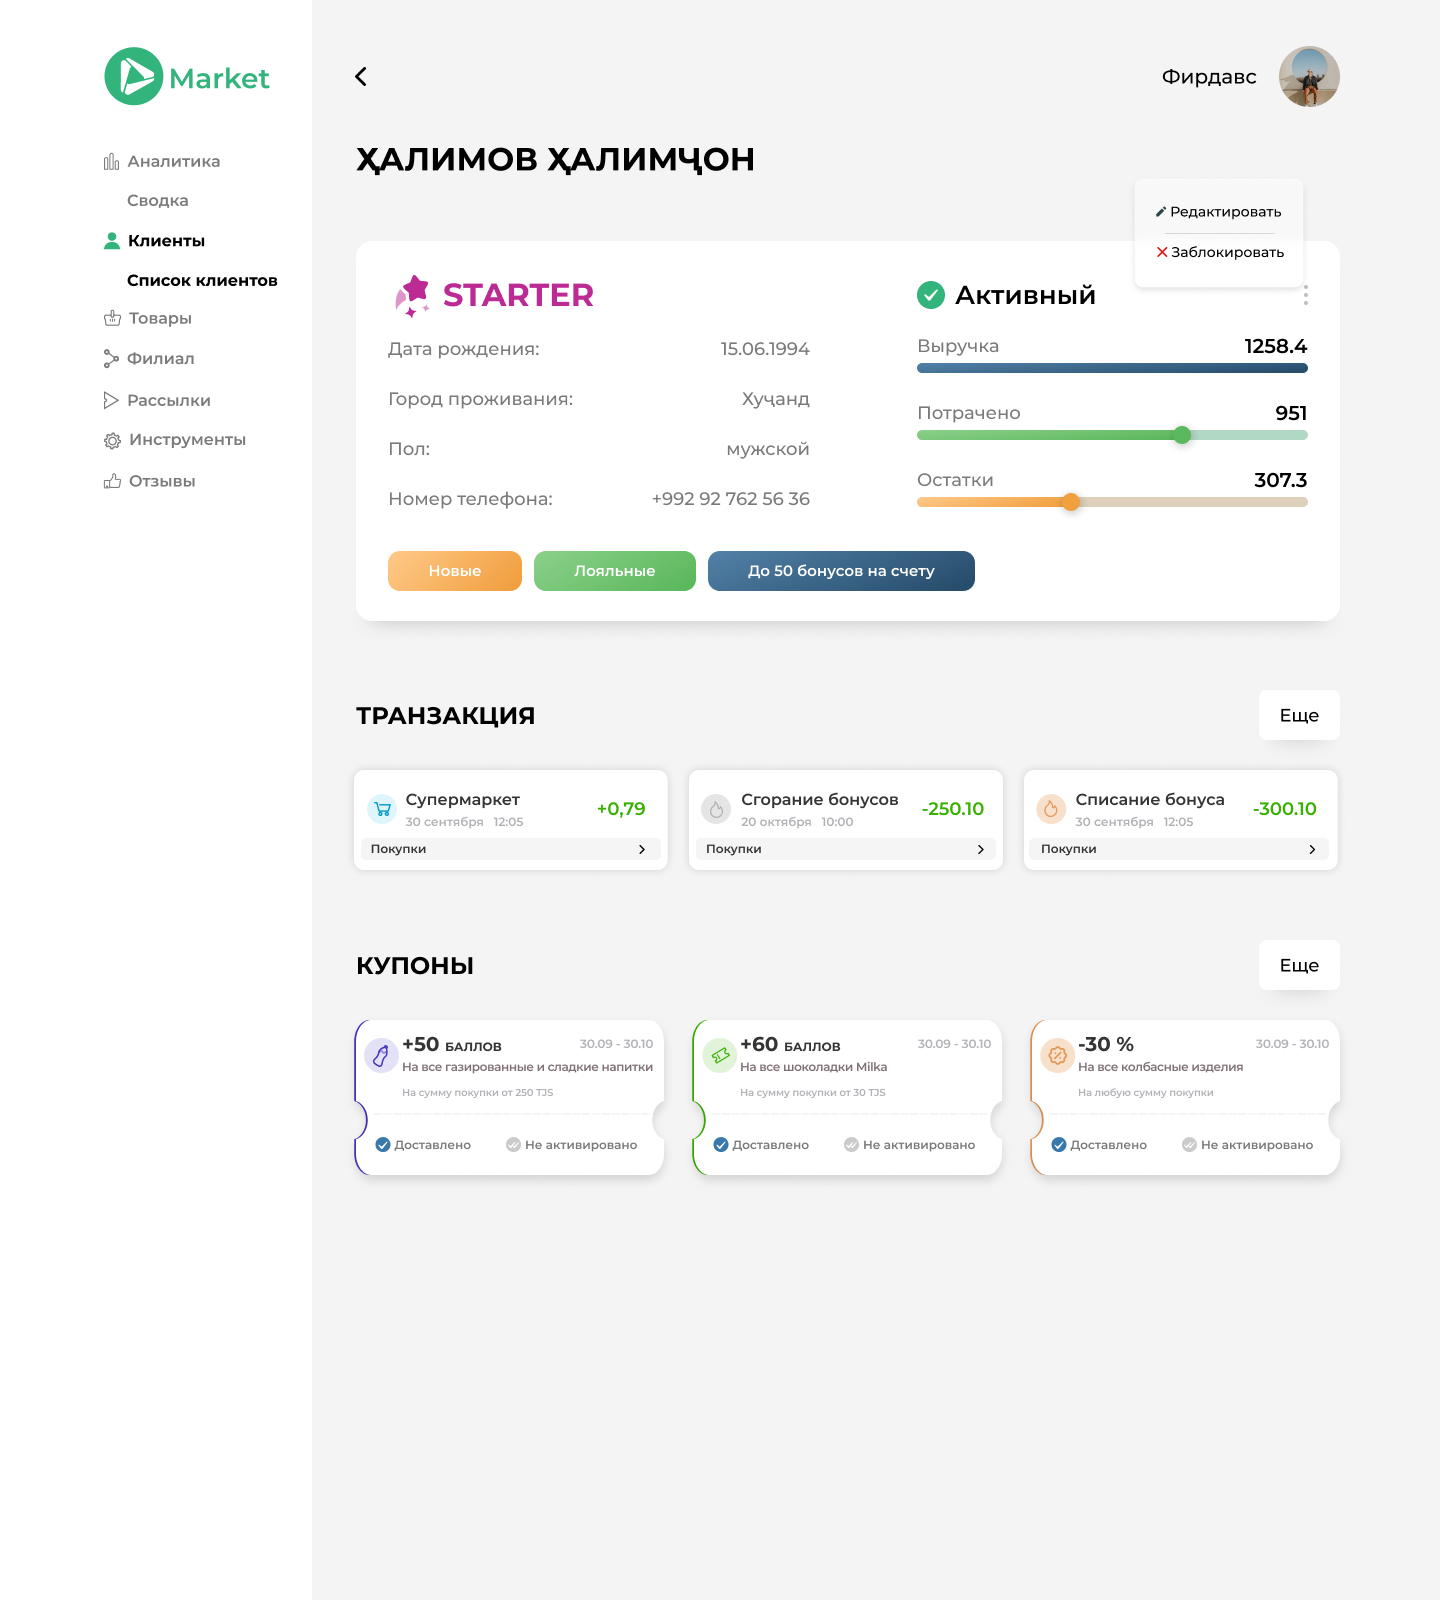 Market
Аналитика
Сводка
Клиенты
Список клиентов
Товары
Филиал
Рассылки
Инструменты
Отзывы
Фирдавс
ҲАЛИМОВ ҲАЛИМҶОН
Редактировать
Заблокировать
STARTER
Дата рождения: 15.06.1994
Город проживания: Хуҷанд
Пол: мужской
Номер телефона: +992 92 762 56 36
Активный
Выручка 1258.4
Потрачено 951
Остатки 307.3
Новые
Лояльные
До 50 бонусов на счету
ТРАНЗАКЦИЯ
Еще
Супермаркет
30 сентября 12:05
+0,79
Покупки
Сгорание бонусов
20 октября 10:00
-250.10
Покупки
Списание бонуса
30 сентября 12:05
-300.10
Покупки
КУПОНЫ
Еще
+50 БАЛЛОВ 30.09 - 30.10
На все газированные и сладкие напитки
На сумму покупки от 250 TJS
Доставлено Не активировано
+60 БАЛЛОВ 30.09 - 30.10
На все шоколадки Milka
На сумму покупки от 30 TJS
Доставлено Не активировано
-30 % 30.09 - 30.10
На все колбасные изделия
На любую сумму покупки
Доставлено Не активировано